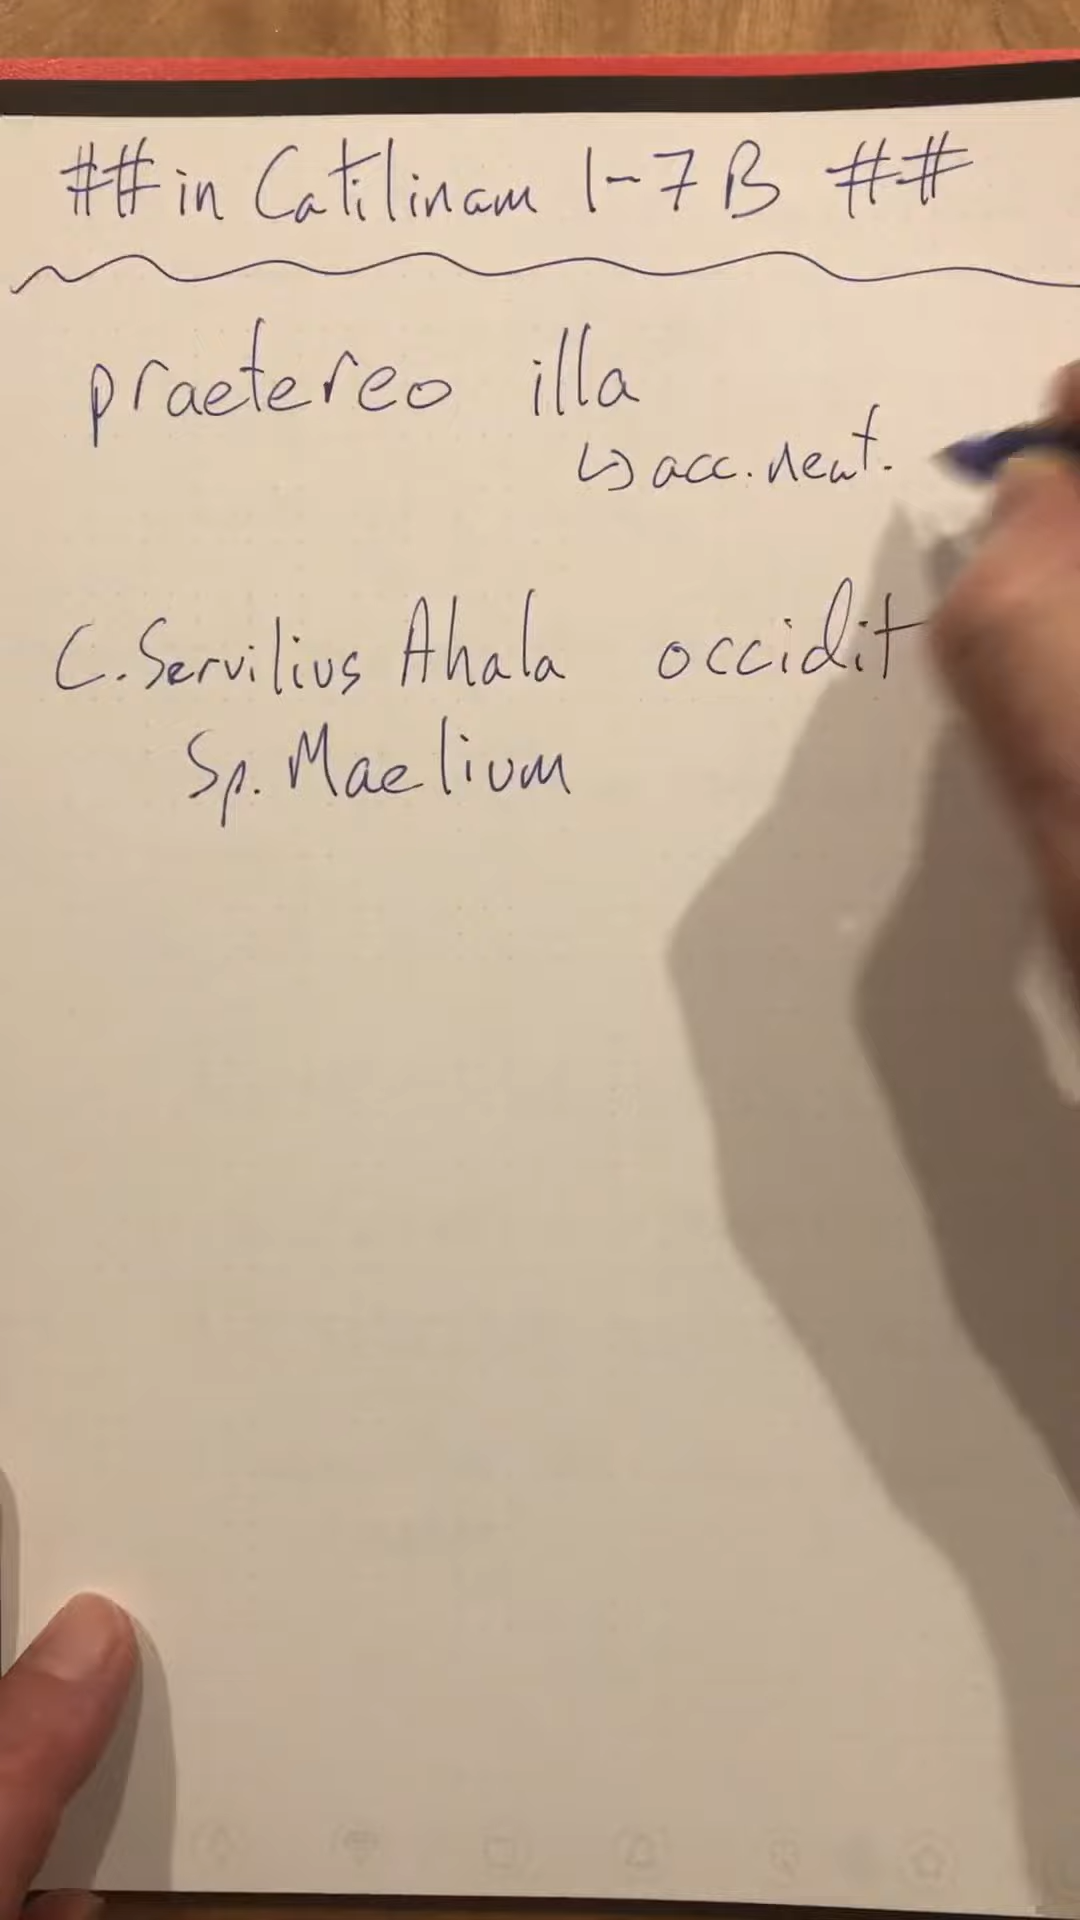 ## in Catilinam 1-7 B ##
praetereo illa
↳ acc. neut.
C. Servilius Ahala occidit
Sp. Maelium